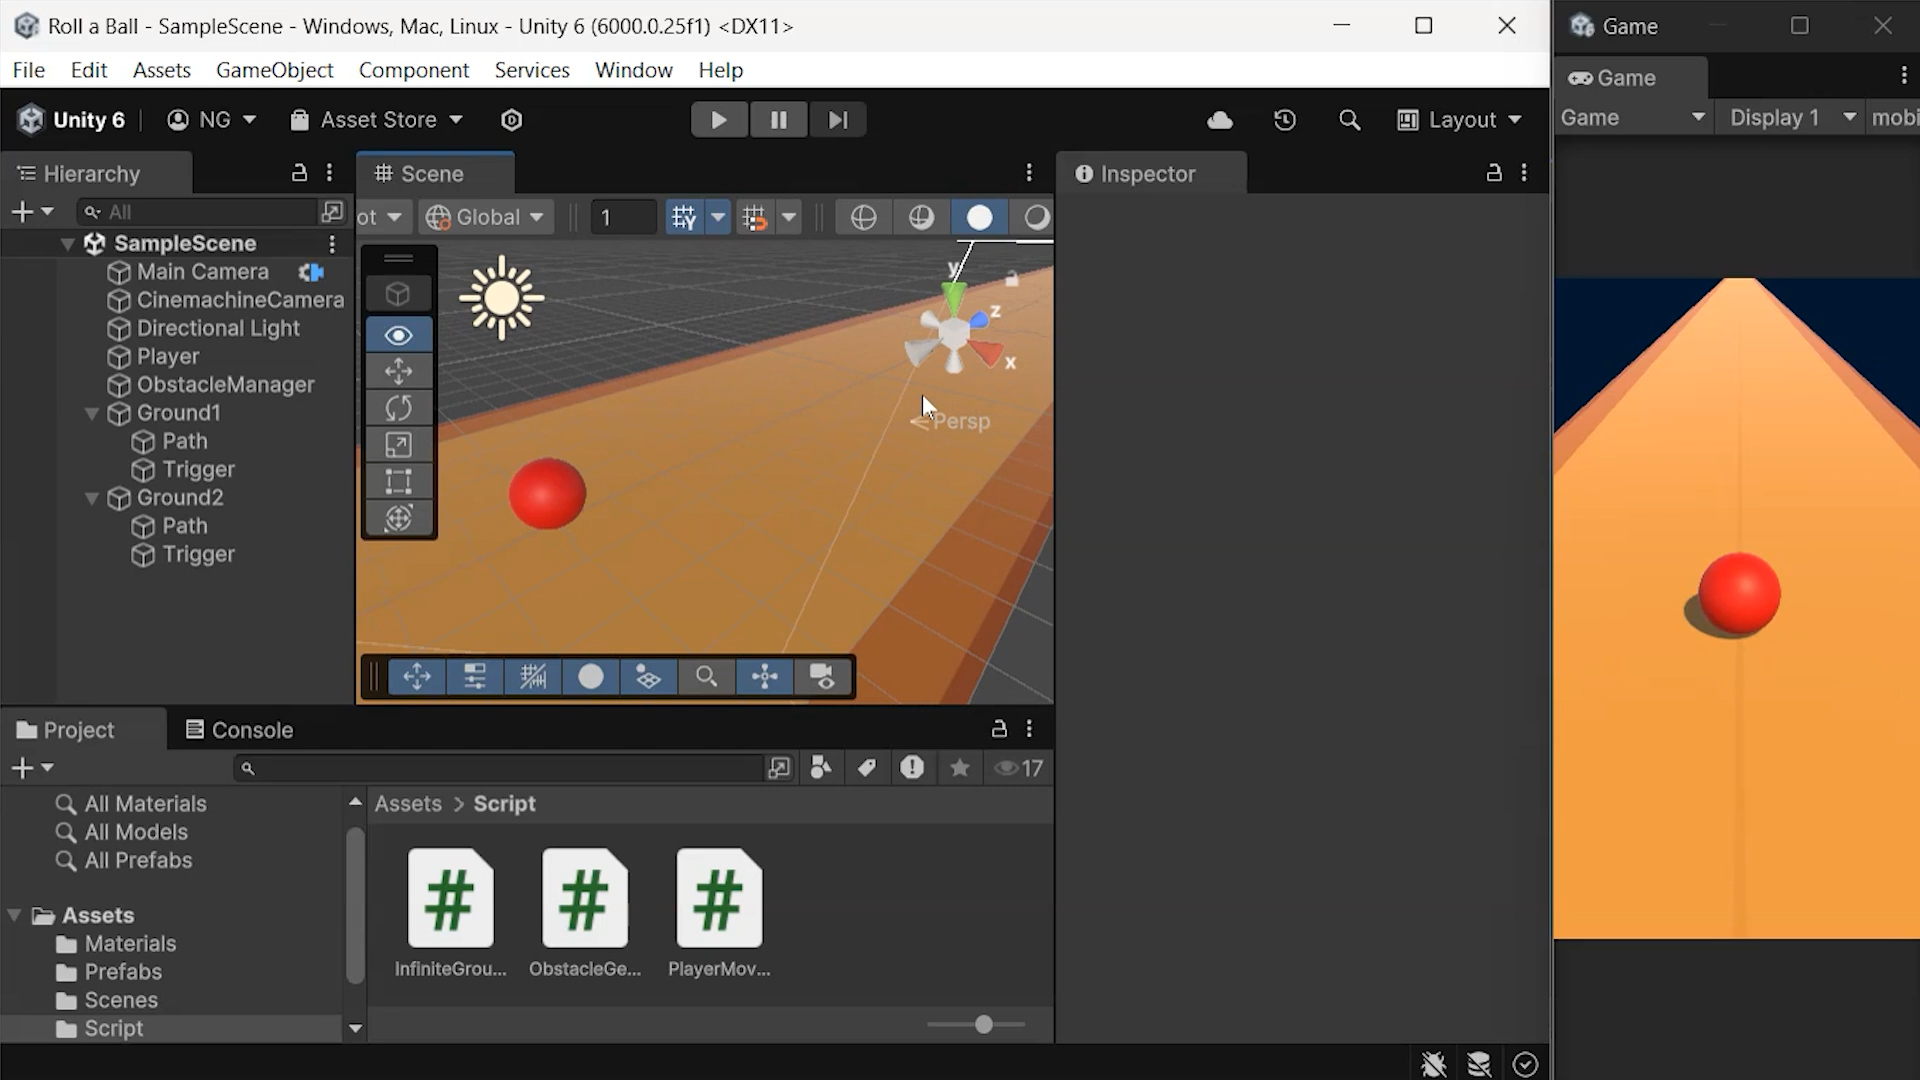 Roll a Ball - SampleScene - Windows, Mac, Linux - Unity 6 (6000.0.25f1) <DX11>
File Edit Assets GameObject Component Services Window Help
Unity 6 NG Asset Store Layout
Hierarchy
All
SampleScene
Main Camera
CinemachineCamera
Directional Light
Player
ObstacleManager
Ground1
Path
Trigger
Ground2
Path
Trigger
Scene
ot Global 1
y
z
x
Persp
Inspector
Project Console
17
All Materials
All Models
All Prefabs
Assets
Materials
Prefabs
Scenes
Script
Assets > Script
InfiniteGrou... ObstacleGe... PlayerMov...
Game
Game
Game Display 1 mobi